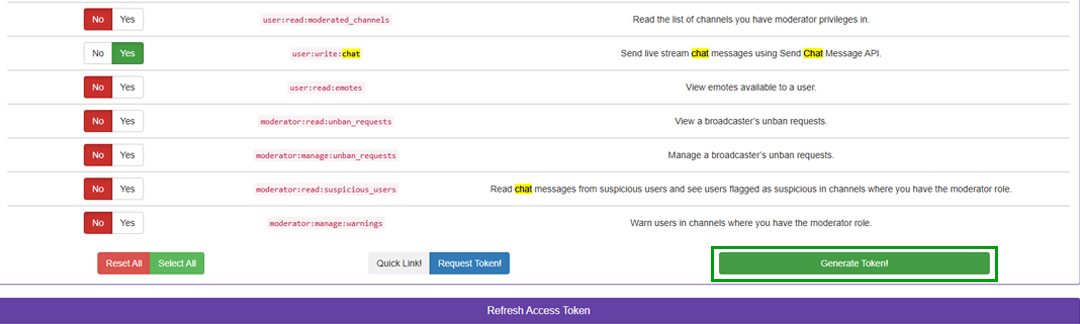 No Yes user:read:moderated_channels Read the list of channels you have moderator privileges in.
No Yes user:write:chat Send live stream chat messages using Send Chat Message API.
No Yes user:read:emotes View emotes available to a user.
No Yes moderator:read:unban_requests View a broadcaster's unban requests.
No Yes moderator:manage:unban_requests Manage a broadcaster's unban requests.
No Yes moderator:read:suspicious_users Read chat messages from suspicious users and see users flagged as suspicious in channels where you have the moderator role.
No Yes moderator:manage:warnings Warn users in channels where you have the moderator role.
Reset All Select All Quick Link! Request Token! Generate Token!
Refresh Access Token